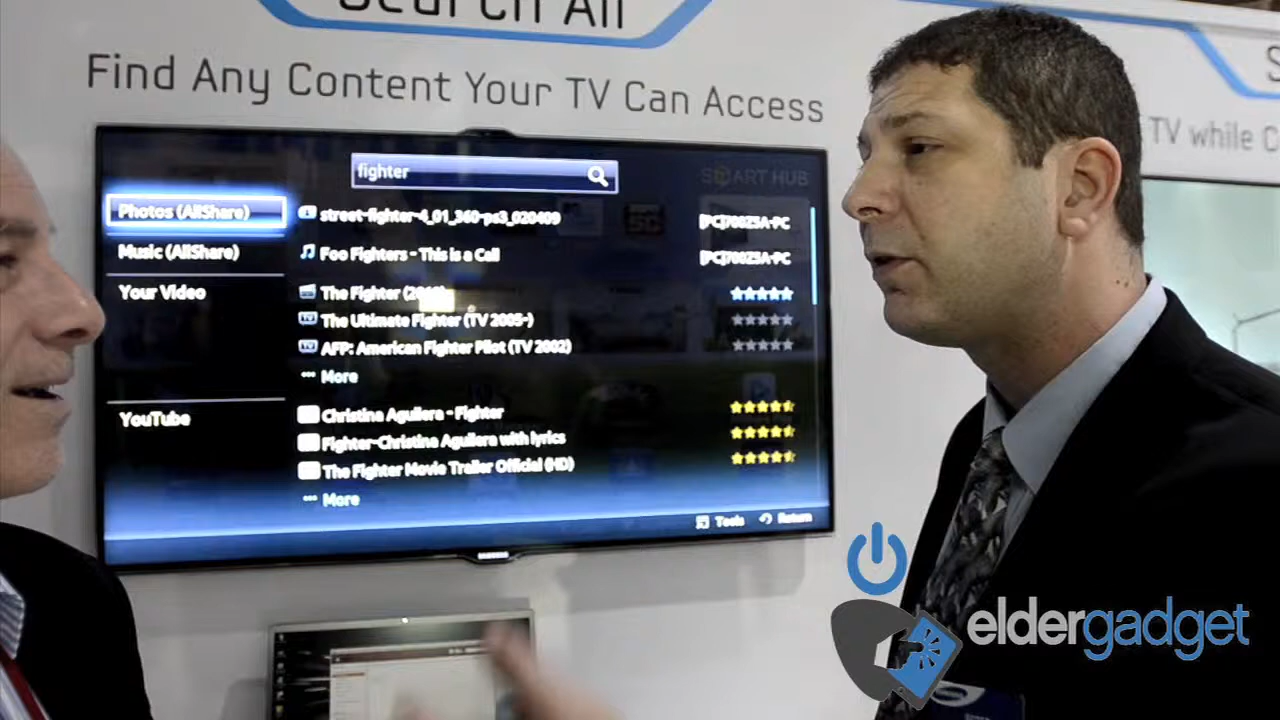 Search All
Find Any Content Your TV Can Access
S
TV while C
fighter
SMART HUB
Photos (AllShare)
street-fighter-4_01_360-ps3_020409
[PC]700Z5A-PC
Music (AllShare)
Foo Fighters - This is a Call
[PC]700Z5A-PC
Your Video
The Fighter
The Ultimate Fighter (TV 2005-)
AFP: American Fighter Pilot (TV 2002)
··· More
YouTube
Christina Aguilera - Fighter
Fighter-Christina Aguilera with lyrics
The Fighter Movie Trailer Official (HD)
··· More
Tools
Return
SAMSUNG
eldergadget